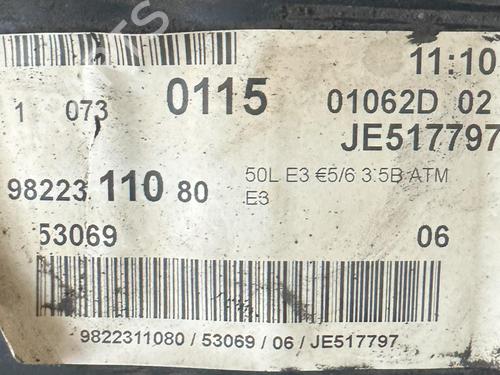 11:10
1 073 0115 01062D 02
JE517797
98223 110 80 50L E3 €5/6 3.5B ATM
E3
53069 06
9822311080 / 53069 / 06 / JE517797